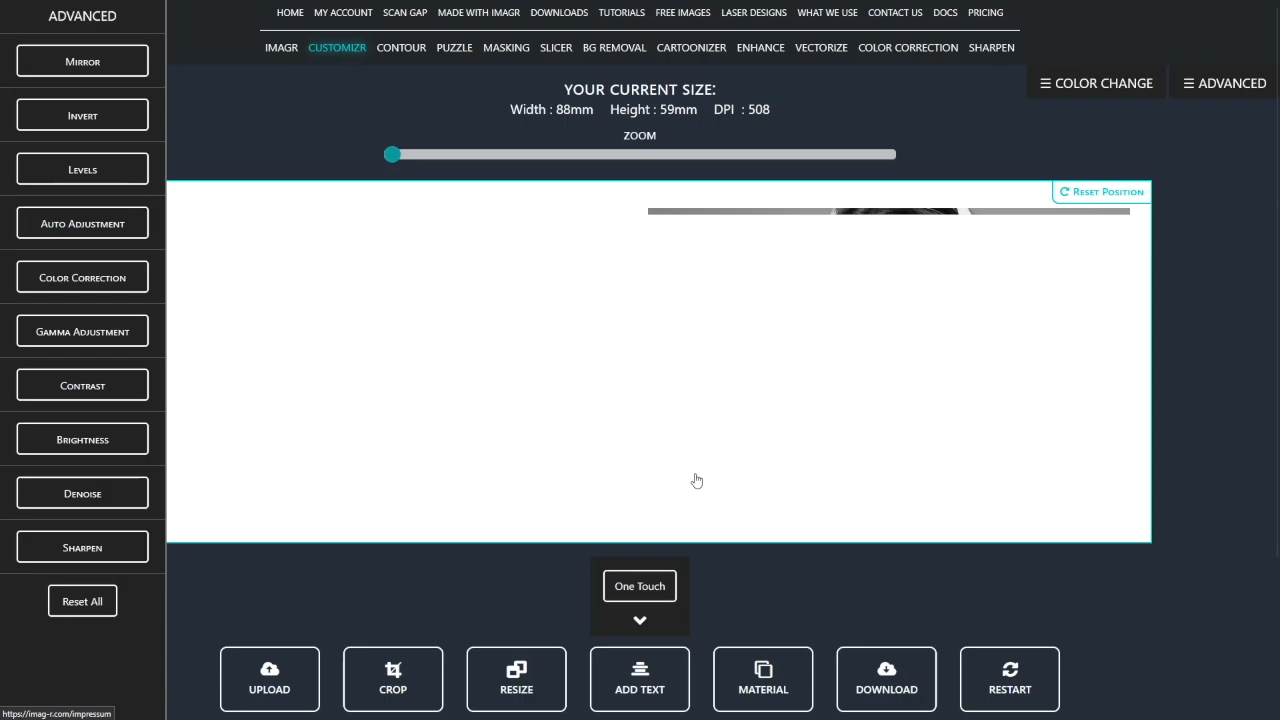 ADVANCED
MIRROR
INVERT
LEVELS
AUTO ADJUSTMENT
COLOR CORRECTION
GAMMA ADJUSTMENT
CONTRAST
BRIGHTNESS
DENOISE
SHARPEN
Reset All
https://imag-r.com/impressum
HOME MY ACCOUNT SCAN GAP MADE WITH IMAGR DOWNLOADS TUTORIALS FREE IMAGES LASER DESIGNS WHAT WE USE CONTACT US DOCS PRICING
IMAGR CUSTOMIZR CONTOUR PUZZLE MASKING SLICER BG REMOVAL CARTOONIZER ENHANCE VECTORIZE COLOR CORRECTION SHARPEN
☰ COLOR CHANGE ☰ ADVANCED
YOUR CURRENT SIZE:
Width : 88mm Height : 59mm DPI : 508
ZOOM
RESET POSITION
One Touch
UPLOAD CROP RESIZE ADD TEXT MATERIAL DOWNLOAD RESTART